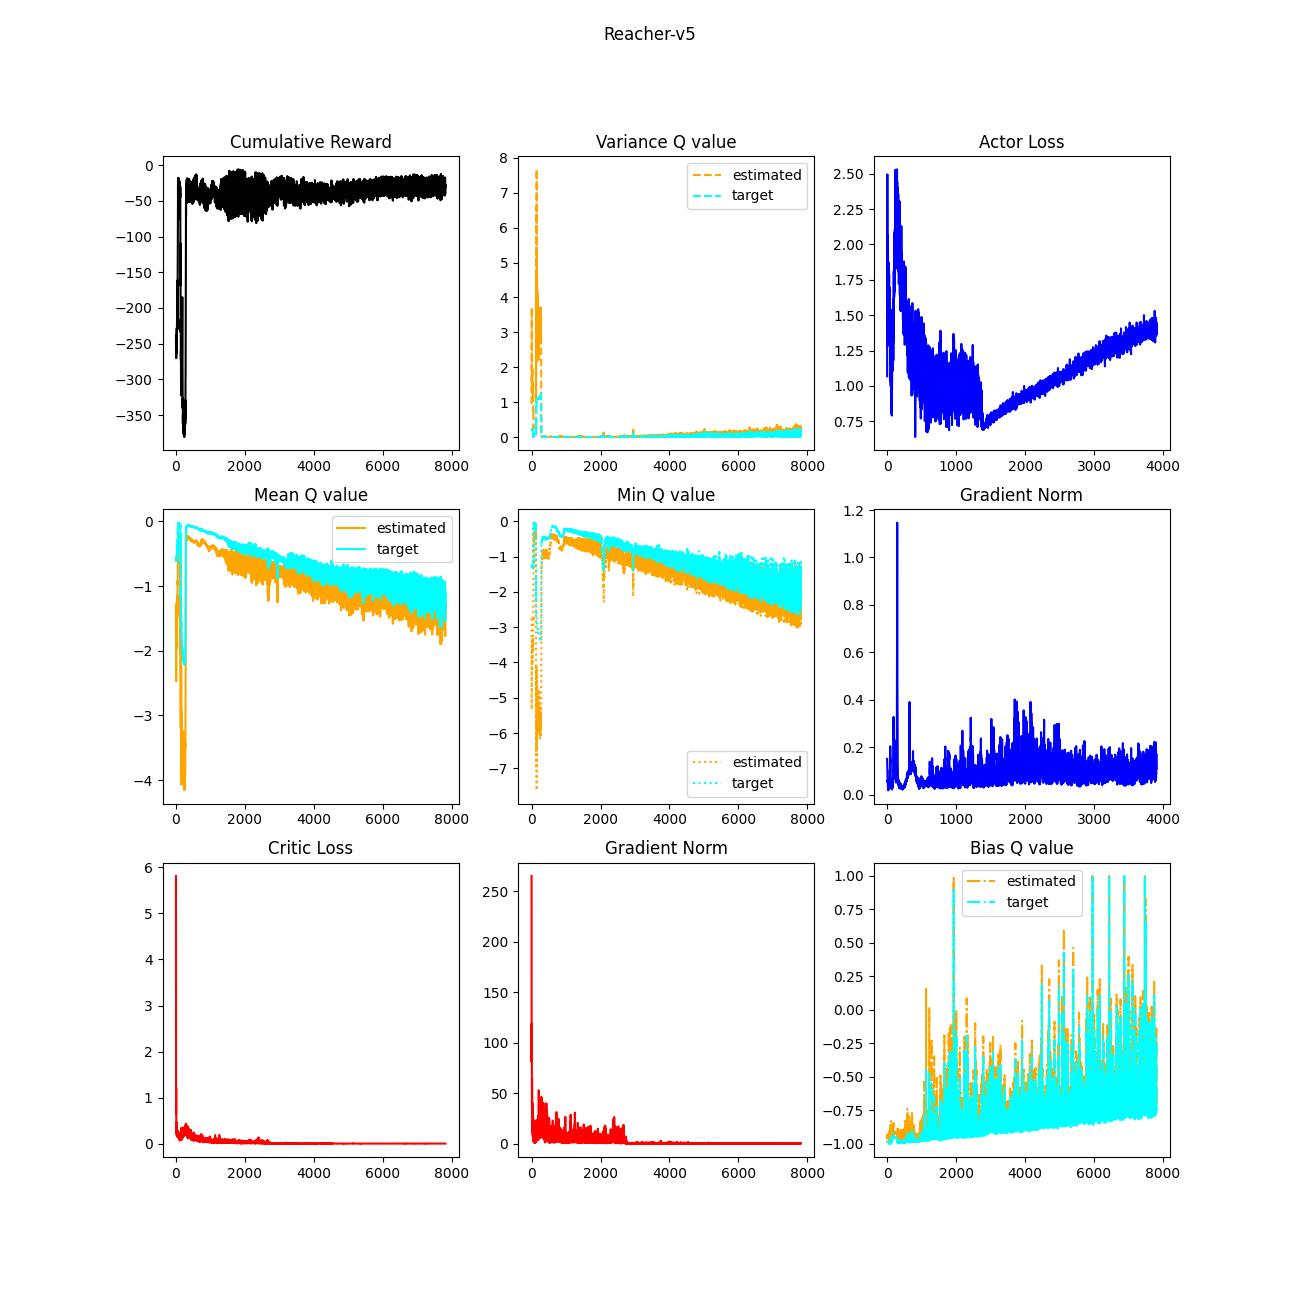 Reacher-v5
Cumulative Reward
0
−50
−100
−150
−200
−250
−300
−350
0 2000 4000 6000 8000
Variance Q value
8
7
6
5
4
3
2
1
0
estimated
target
0 2000 4000 6000 8000
Actor Loss
2.50
2.25
2.00
1.75
1.50
1.25
1.00
0.75
0 1000 2000 3000 4000
Mean Q value
0
−1
−2
−3
−4
estimated
target
0 2000 4000 6000 8000
Min Q value
0
−1
−2
−3
−4
−5
−6
−7
estimated
target
0 2000 4000 6000 8000
Gradient Norm
1.2
1.0
0.8
0.6
0.4
0.2
0.0
0 1000 2000 3000 4000
Critic Loss
6
5
4
3
2
1
0
0 2000 4000 6000 8000
Gradient Norm
250
200
150
100
50
0
0 2000 4000 6000 8000
Bias Q value
1.00
0.75
0.50
0.25
0.00
−0.25
−0.50
−0.75
−1.00
estimated
target
0 2000 4000 6000 8000